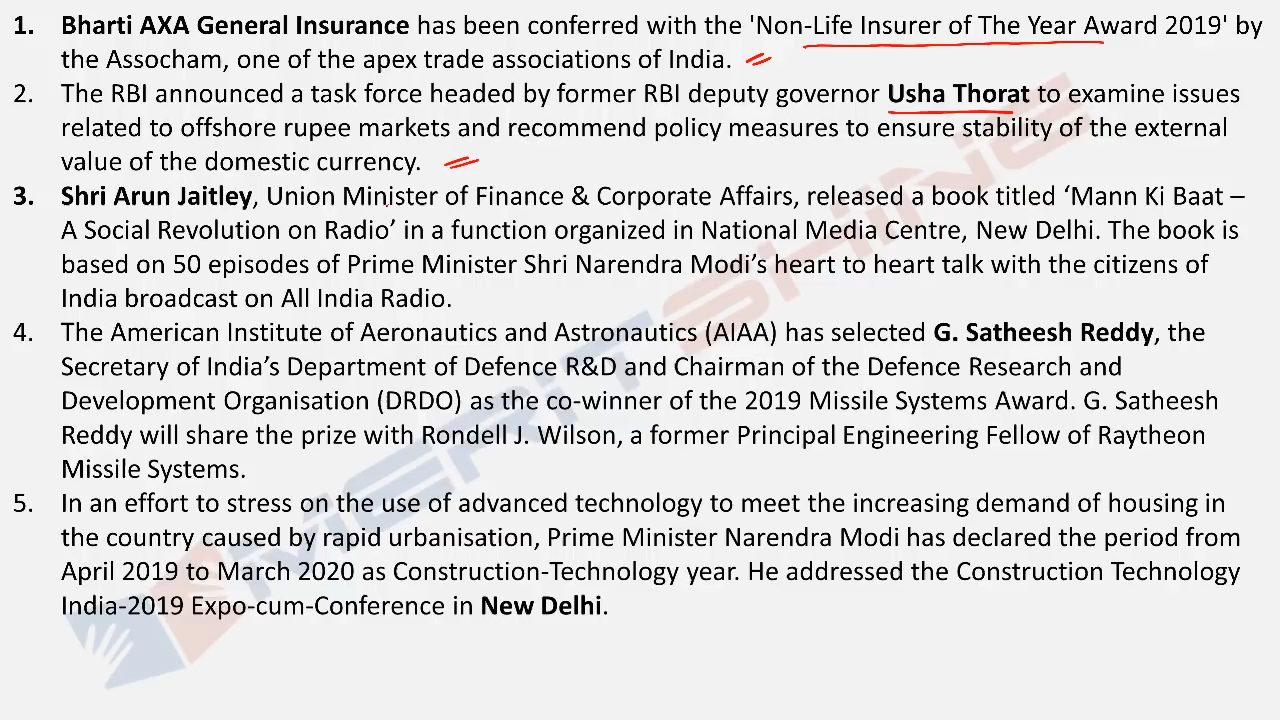 1. Bharti AXA General Insurance has been conferred with the 'Non-Life Insurer of The Year Award 2019' by
the Assocham, one of the apex trade associations of India.
2. The RBI announced a task force headed by former RBI deputy governor Usha Thorat to examine issues
related to offshore rupee markets and recommend policy measures to ensure stability of the external
value of the domestic currency.
3. Shri Arun Jaitley, Union Minister of Finance & Corporate Affairs, released a book titled ‘Mann Ki Baat –
A Social Revolution on Radio’ in a function organized in National Media Centre, New Delhi. The book is
based on 50 episodes of Prime Minister Shri Narendra Modi’s heart to heart talk with the citizens of
India broadcast on All India Radio.
4. The American Institute of Aeronautics and Astronautics (AIAA) has selected G. Satheesh Reddy, the
Secretary of India’s Department of Defence R&D and Chairman of the Defence Research and
Development Organisation (DRDO) as the co-winner of the 2019 Missile Systems Award. G. Satheesh
Reddy will share the prize with Rondell J. Wilson, a former Principal Engineering Fellow of Raytheon
Missile Systems.
5. In an effort to stress on the use of advanced technology to meet the increasing demand of housing in
the country caused by rapid urbanisation, Prime Minister Narendra Modi has declared the period from
April 2019 to March 2020 as Construction-Technology year. He addressed the Construction Technology
India-2019 Expo-cum-Conference in New Delhi.
MERIT SHINE